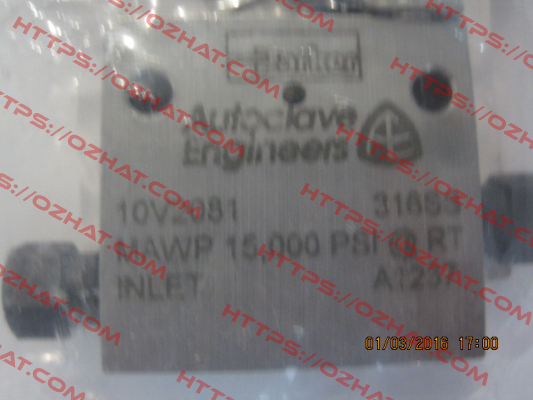 Parker
Autoclave
Engineers
10V2081 316SS
MAWP 15,000 PSI @ RT
INLET
01/03/2016 17:00
HTTPS://OZHAT.COM